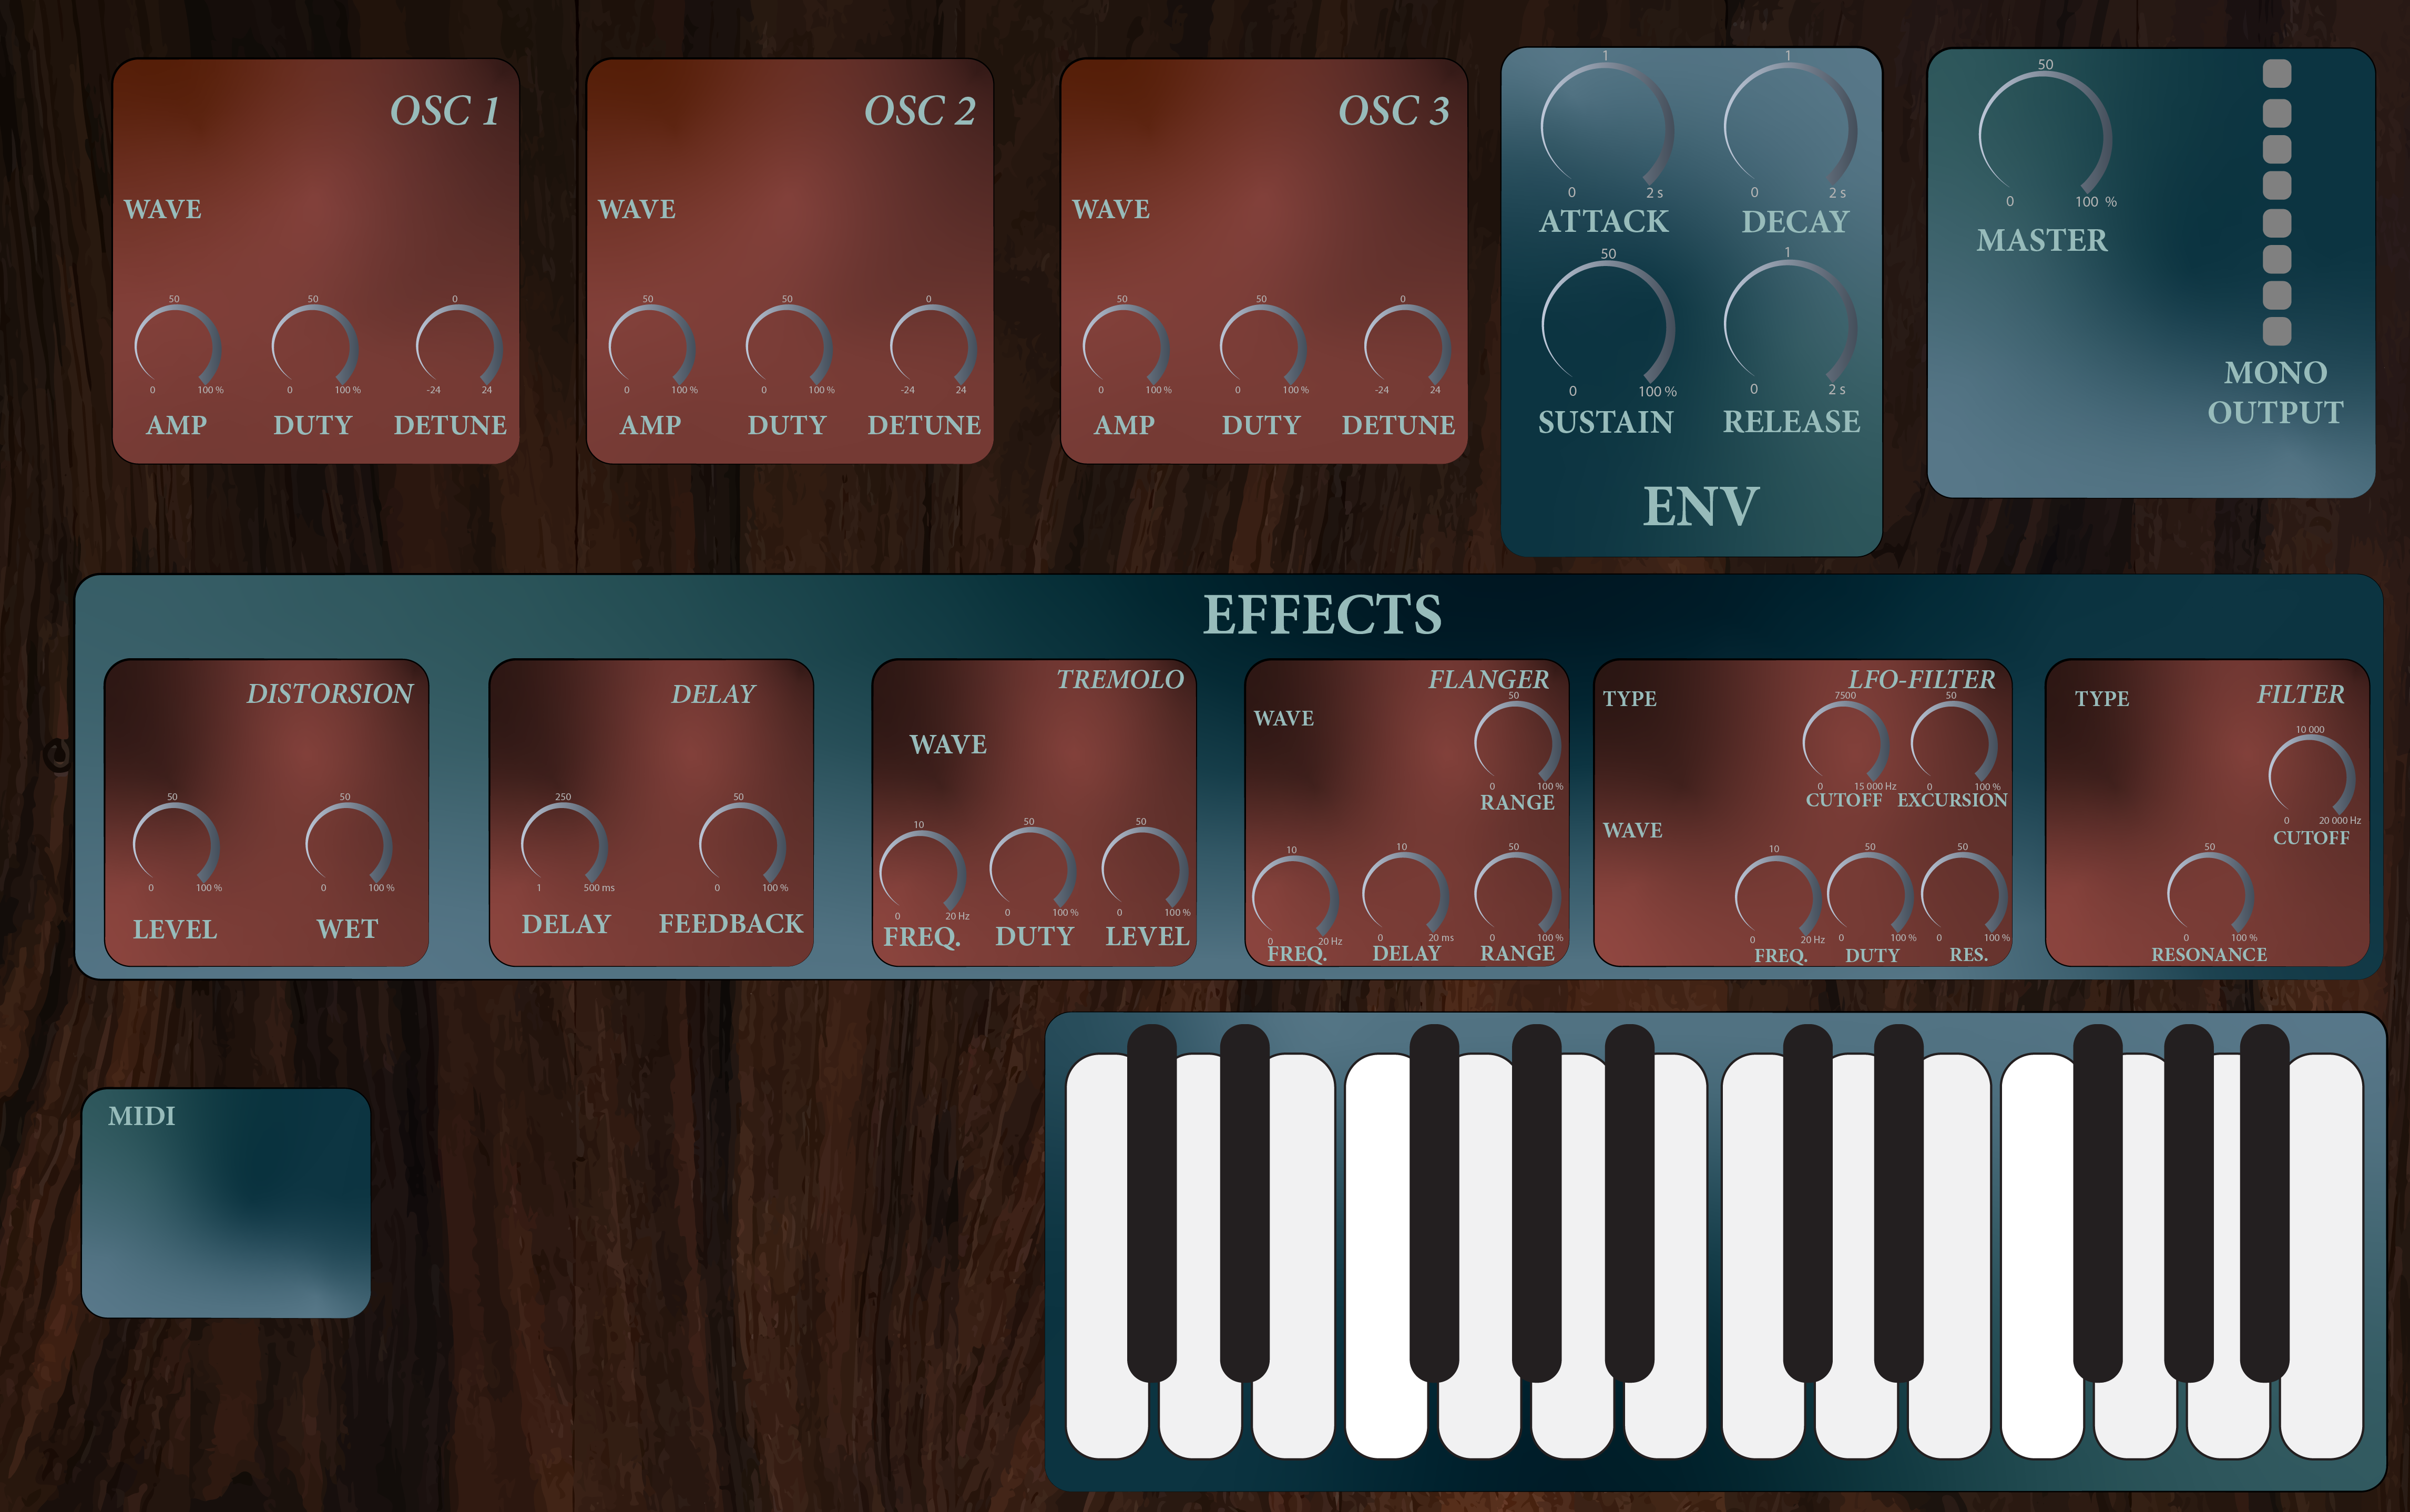 OSC 1
WAVE
50 50 0
0 100 % 0 100 % -24 24
AMP DUTY DETUNE
OSC 2
WAVE
50 50 0
0 100 % 0 100 % -24 24
AMP DUTY DETUNE
OSC 3
WAVE
50 50 0
0 100 % 0 100 % -24 24
AMP DUTY DETUNE
1 1
0 2 s 0 2 s
ATTACK DECAY
50 1
0 100 % 0 2 s
SUSTAIN RELEASE
ENV
50
0 100 %
MASTER
MONO
OUTPUT
EFFECTS
DISTORSION
50 50
0 100 % 0 100 %
LEVEL WET
DELAY
250 50
1 500 ms 0 100 %
DELAY FEEDBACK
TREMOLO
WAVE
10 50 50
0 20 Hz 0 100 % 0 100 %
FREQ. DUTY LEVEL
FLANGER
50
WAVE
0 100 %
RANGE
10 10 50
0 20 Hz 0 20 ms 0 100 %
FREQ. DELAY RANGE
LFO-FILTER
TYPE
7500 50
0 15 000 Hz 0 100 %
CUTOFF EXCURSION
WAVE
10 50 50
0 20 Hz 0 100 % 0 100 %
FREQ. DUTY RES.
FILTER
TYPE
10 000
0 20 000 Hz
CUTOFF
50
0 100 %
RESONANCE
MIDI